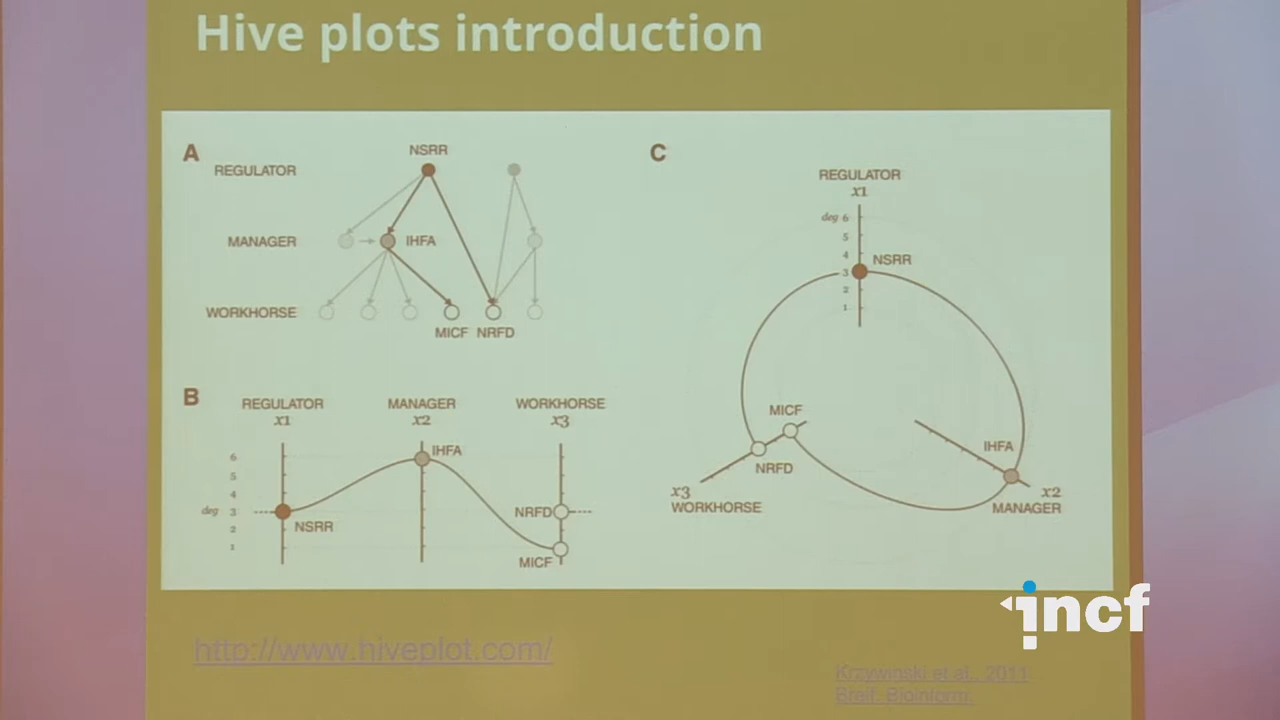 Hive plots introduction
A
NSRR
REGULATOR
MANAGER
IHFA
WORKHORSE
MICF NRFD
B
REGULATOR MANAGER WORKHORSE
x1 x2 x3
6
5
4
deg 3
2
1
IHFA
NSRR
NRFD
MICF
C
REGULATOR
x1
deg 6
5
4
3
2
1
NSRR
MICF
NRFD
IHFA
x3
WORKHORSE
x2
MANAGER
incf
http://www.hiveplot.com/
Krzywinski et al., 2011
Breif. Bioinform.